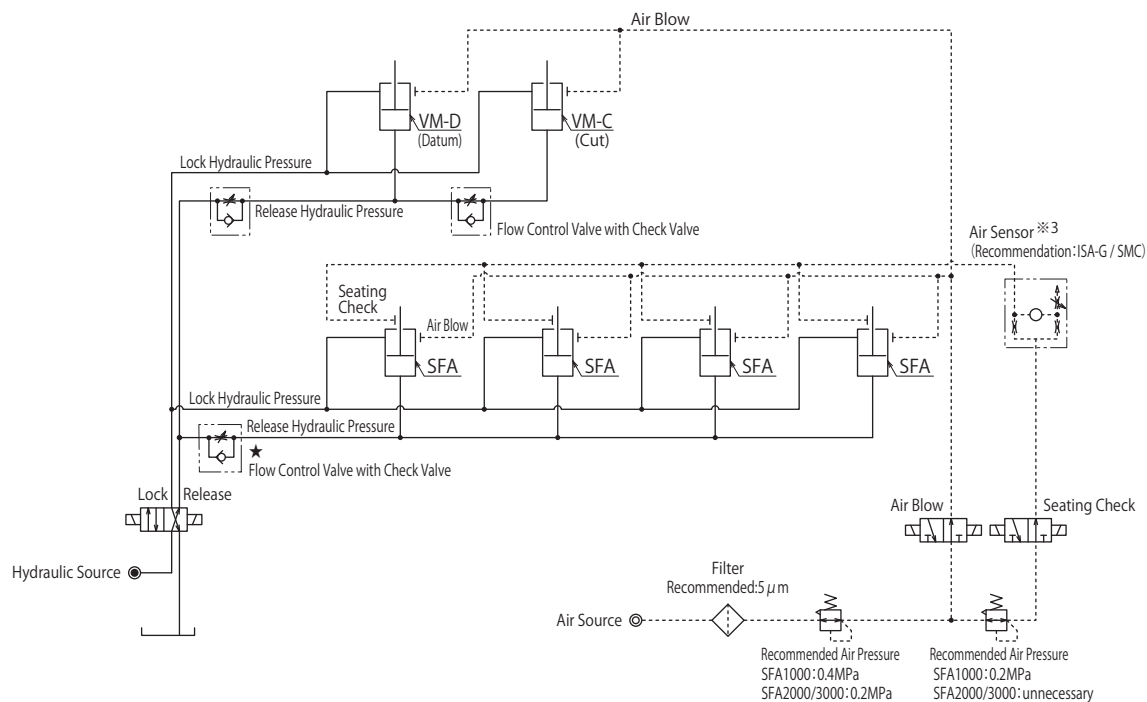 Air Blow
VM-D
(Datum)
VM-C
(Cut)
Lock Hydraulic Pressure
Release Hydraulic Pressure
Flow Control Valve with Check Valve
Air Sensor ※3
(Recommendation:ISA-G / SMC)
Seating
Check
Air Blow
SFA
SFA
SFA
SFA
Lock Hydraulic Pressure
Release Hydraulic Pressure
★
Flow Control Valve with Check Valve
Lock Release
Air Blow
Seating Check
Hydraulic Source
Filter
Recommended:5μm
Air Source
Recommended Air Pressure
SFA1000:0.4MPa
SFA2000/3000:0.2MPa
Recommended Air Pressure
SFA1000:0.2MPa
SFA2000/3000:unnecessary